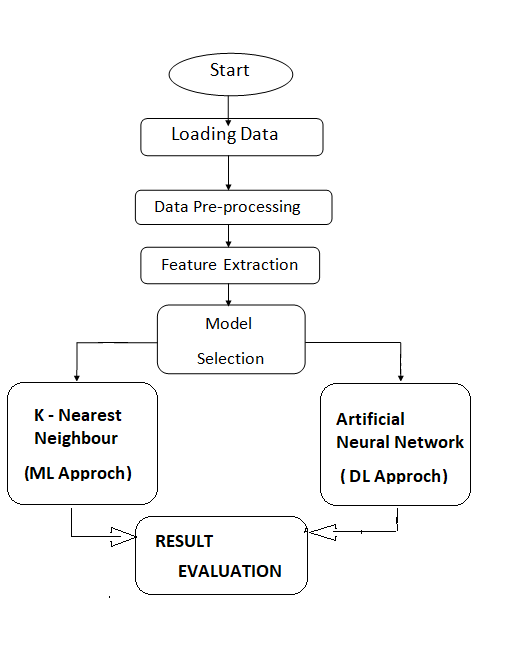 Start
Loading Data
Data Pre-processing
Feature Extraction
Model
Selection
K - Nearest
Neighbour
(ML Approch)
Artificial
Neural Network
( DL Approch)
RESULT
EVALUATION